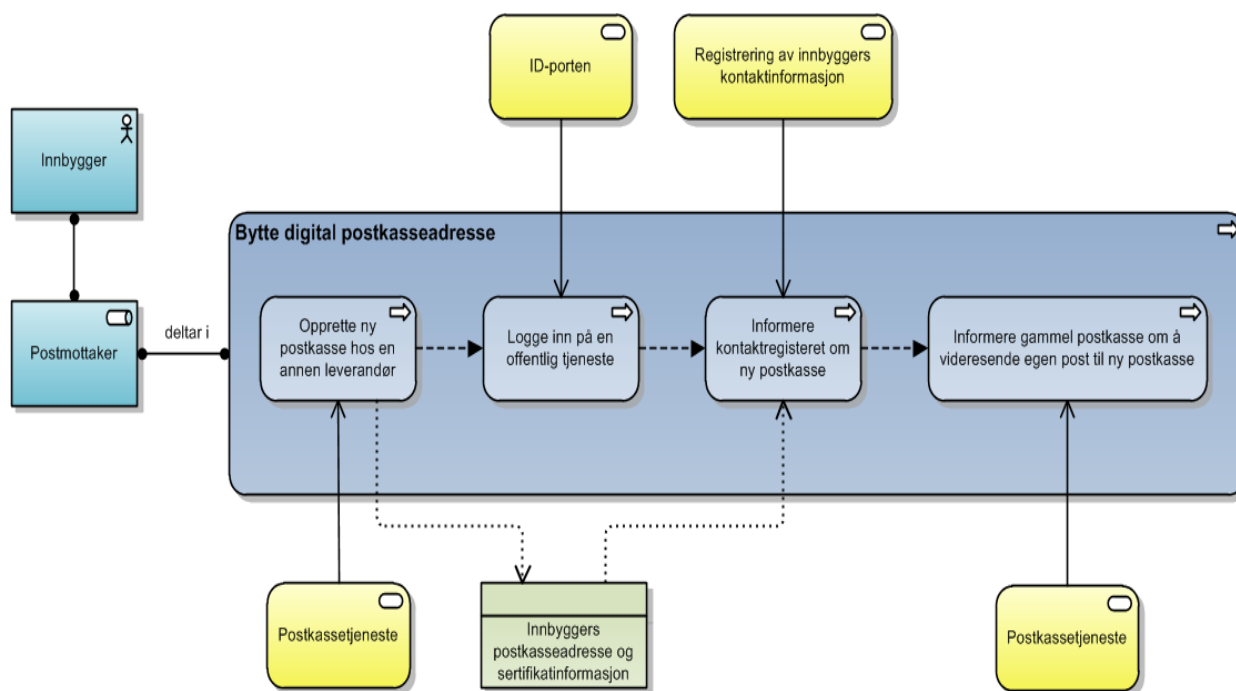 ID-porten
Registrering av innbyggers
kontaktinformasjon
Innbygger
Bytte digital postkasseadresse
Postmottaker
deltar i
Opprette ny
postkasse hos en
annen leverandør
Logge inn på en
offentlig tjeneste
Informere
kontaktregisteret om
ny postkasse
Informere gammel postkasse om å
videresende egen post til ny postkasse
Postkassetjeneste
Innbyggers
postkasseadresse og
sertifikatinformasjon
Postkassetjeneste